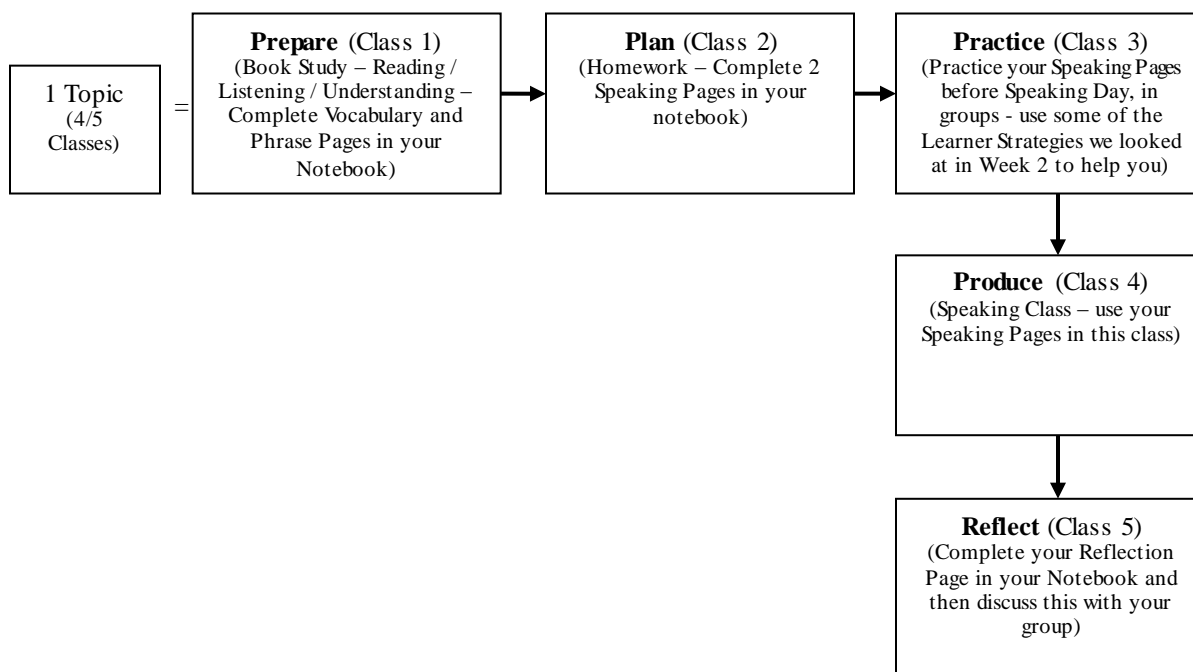 1 Topic
(4/5
Classes)
=
Prepare (Class 1)
(Book Study – Reading /
Listening / Understanding –
Complete Vocabulary and
Phrase Pages in your
Notebook)
Plan (Class 2)
(Homework – Complete 2
Speaking Pages in your
notebook)
Practice (Class 3)
(Practice your Speaking Pages
before Speaking Day, in
groups - use some of the
Learner Strategies we looked
at in Week 2 to help you)
Produce (Class 4)
(Speaking Class – use your
Speaking Pages in this class)
Reflect (Class 5)
(Complete your Reflection
Page in your Notebook and
then discuss this with your
group)